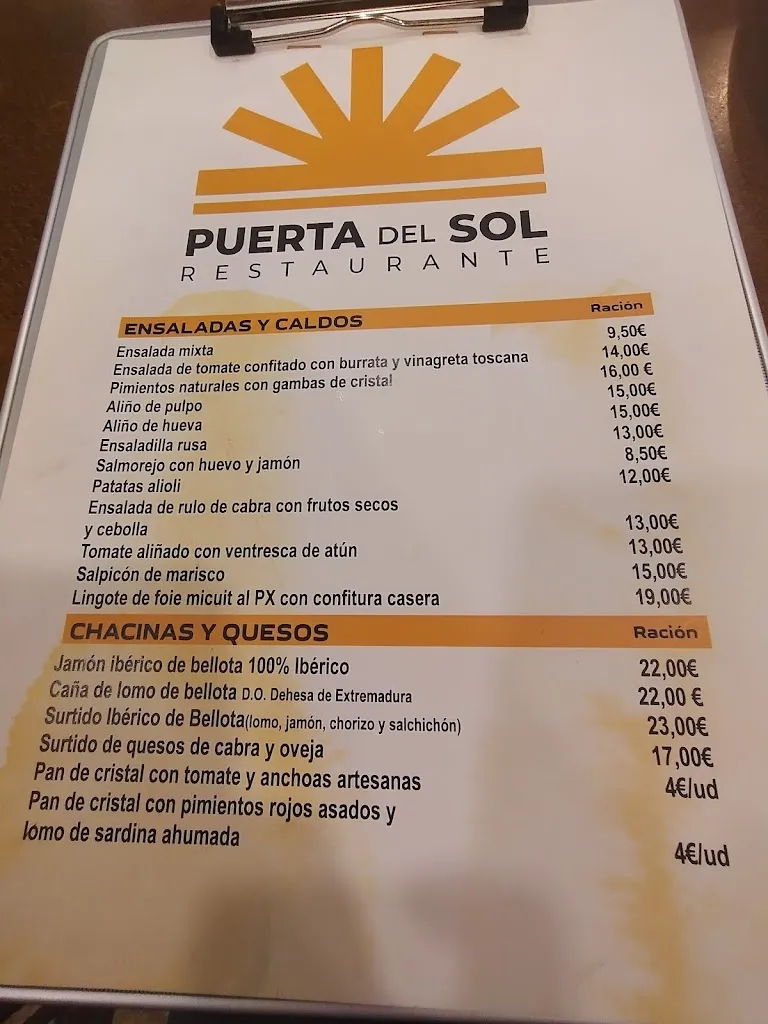 PUERTA DEL SOL
RESTAURANTE
ENSALADAS Y CALDOS Ración
Ensalada mixta 9,50€
Ensalada de tomate confitado con burrata y vinagreta toscana 14,00€
Pimientos naturales con gambas de cristal 16,00 €
Aliño de pulpo 15,00€
Aliño de hueva 15,00€
Ensaladilla rusa 13,00€
Salmorejo con huevo y jamón 8,50€
Patatas alioli 12,00€
Ensalada de rulo de cabra con frutos secos
y cebolla 13,00€
Tomate aliñado con ventresca de atún 13,00€
Salpicón de marisco 15,00€
Lingote de foie micuit al PX con confitura casera 19,00€
CHACINAS Y QUESOS Ración
Jamón ibérico de bellota 100% Ibérico 22,00€
Caña de lomo de bellota D.O. Dehesa de Extremadura 22,00 €
Surtido Ibérico de Bellota(lomo, jamón, chorizo y salchichón) 23,00€
Surtido de quesos de cabra y oveja 17,00€
Pan de cristal con tomate y anchoas artesanas 4€/ud
Pan de cristal con pimientos rojos asados y
lomo de sardina ahumada 4€/ud